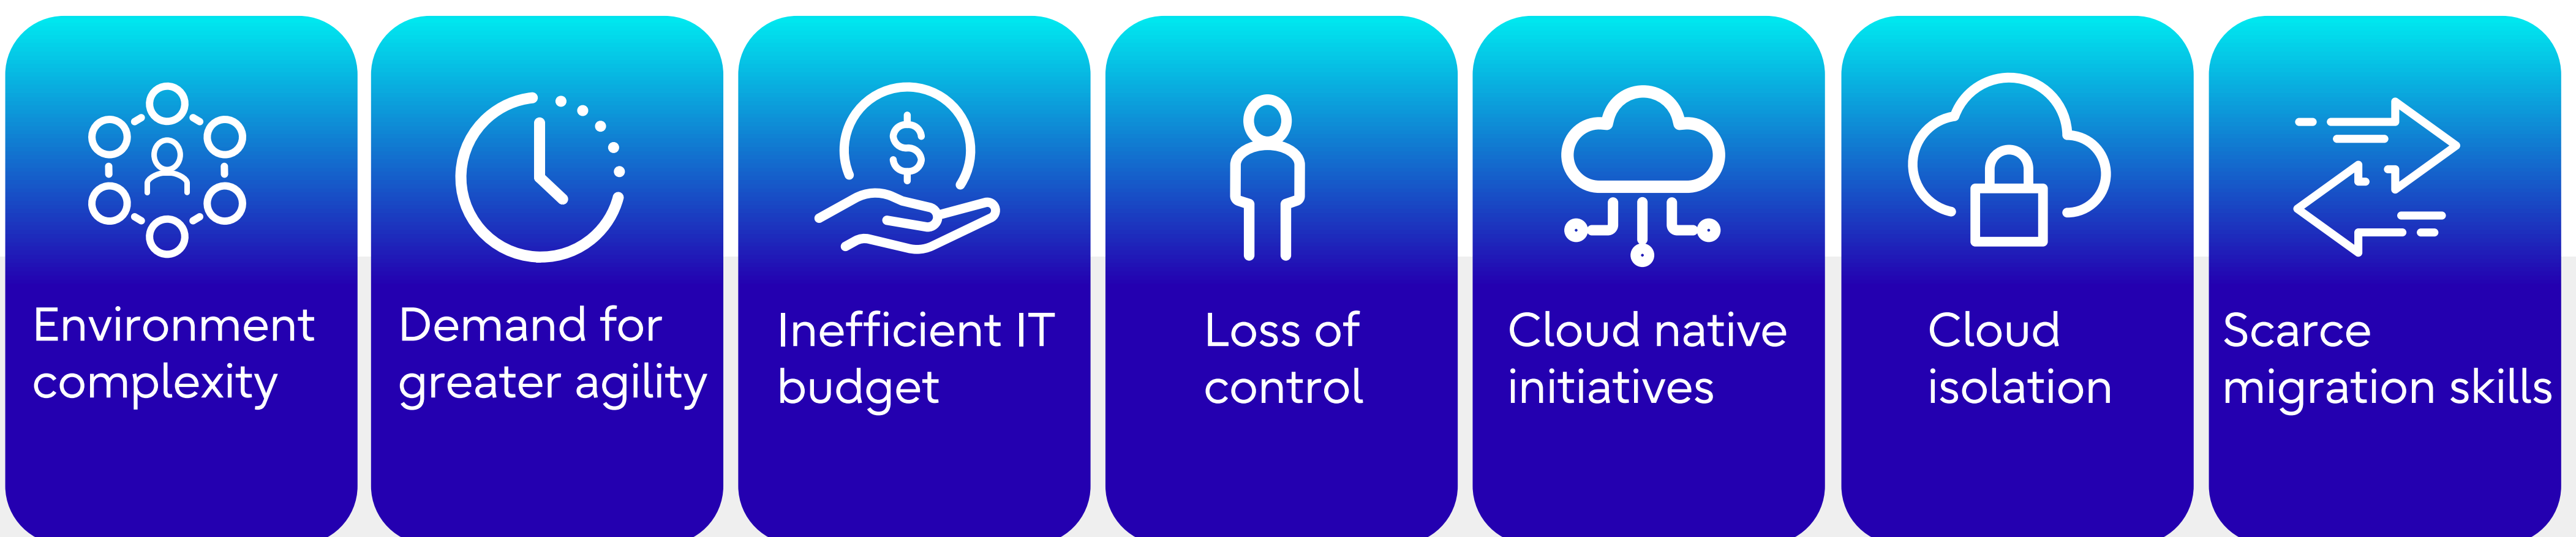 Environment
complexity
Demand for
greater agility
Inefficient IT
budget
Loss of
control
Cloud native
initiatives
Cloud
isolation
Scarce
migration skills